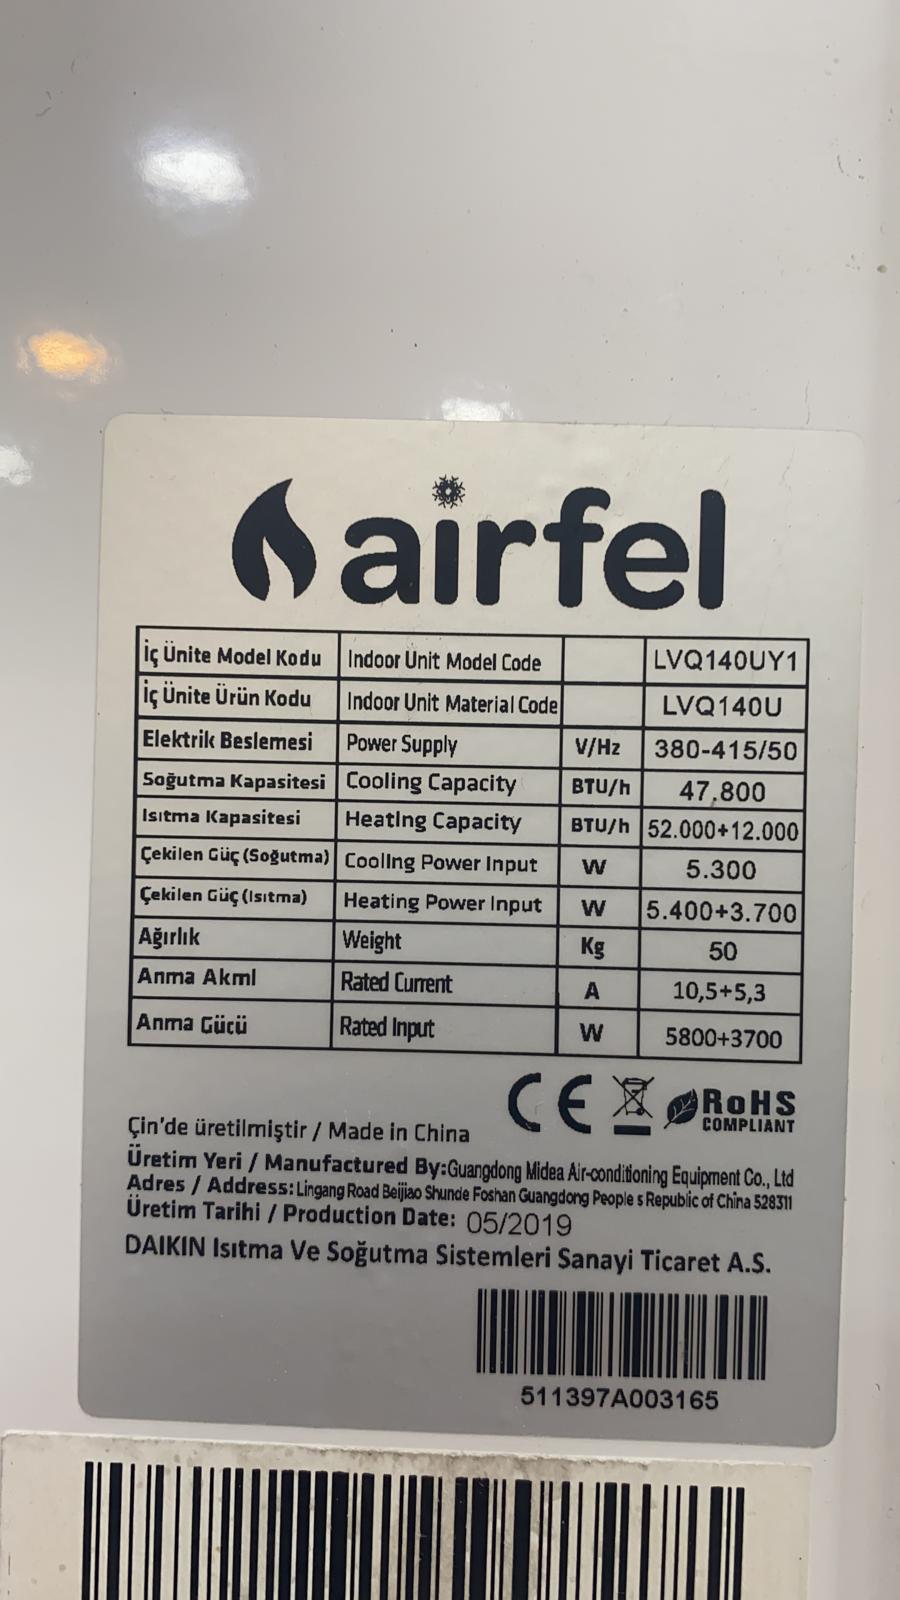 airfel
İç Ünite Model Kodu Indoor Unit Model Code LVQ140UY1
İç Ünite Ürün Kodu Indoor Unit Material Code LVQ140U
Elektrik Beslemesi Power Supply V/Hz 380-415/50
Soğutma Kapasitesi Cooling Capacity BTU/h 47,800
Isıtma Kapasitesi Heating Capacity BTU/h 52.000+12.000
Çekilen Güç (Soğutma) Cooling Power Input W 5.300
Çekilen Güç (Isıtma) Heating Power Input W 5.400+3.700
Ağırlık Weight Kg 50
Anma Akıml Rated Current A 10,5+5,3
Anma Gücü Rated Input W 5800+3700
CE RoHS
COMPLIANT
Çin'de üretilmiştir / Made in China
Üretim Yeri / Manufactured By:Guangdong Midea Air-conditioning Equipment Co., Ltd
Adres / Address: Lingang Road Beijiao Shunde Foshan Guangdong People s Republic of China 528311
Üretim Tarihi / Production Date: 05/2019
DAIKIN Isıtma Ve Soğutma Sistemleri Sanayi Ticaret A.S.
511397A003165